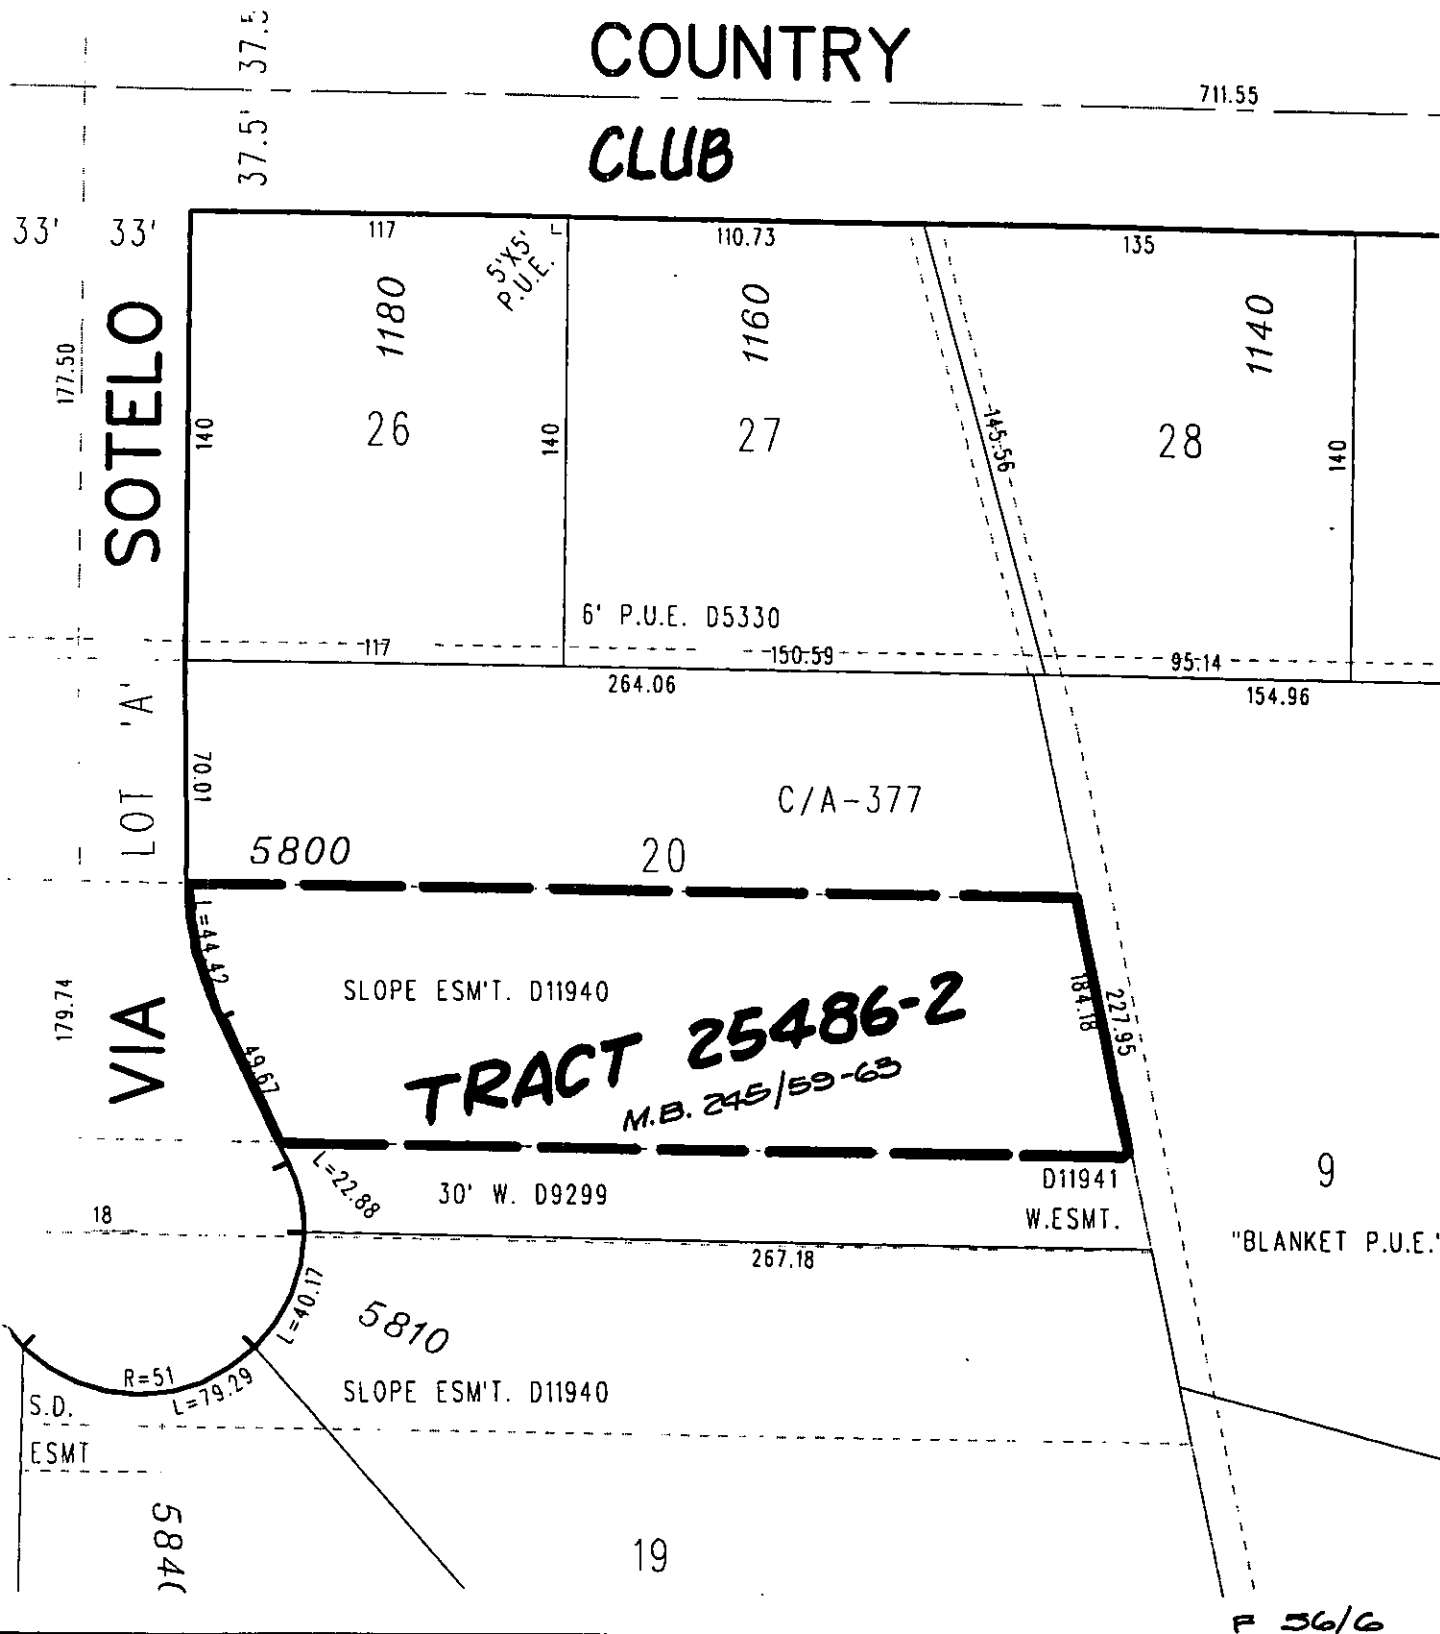 COUNTRY
711.55
37.5' 37.5
CLUB
33' 33'
117
110.73
135
5'X5'
P.U.E.
1180
1160
1140
177.50
SOTELO
140
26
140
27
145.56
28
140
6' P.U.E. D5330
117
150.59
95.14
264.06
154.96
LOT 'A'
70.01
C/A-377
5800
20
L=44.42
SLOPE ESM'T. D11940
TRACT 25486-2
M.B. 245/59-63
184.18
227.95
179.74
VIA
49.67
L=22.88
30' W. D9299
D11941
W.ESMT.
9
"BLANKET P.U.E."
18
267.18
L=40.17
5810
R=51
L=79.29
SLOPE ESM'T. D11940
S.D.
ESMT
584
19
F 56/6